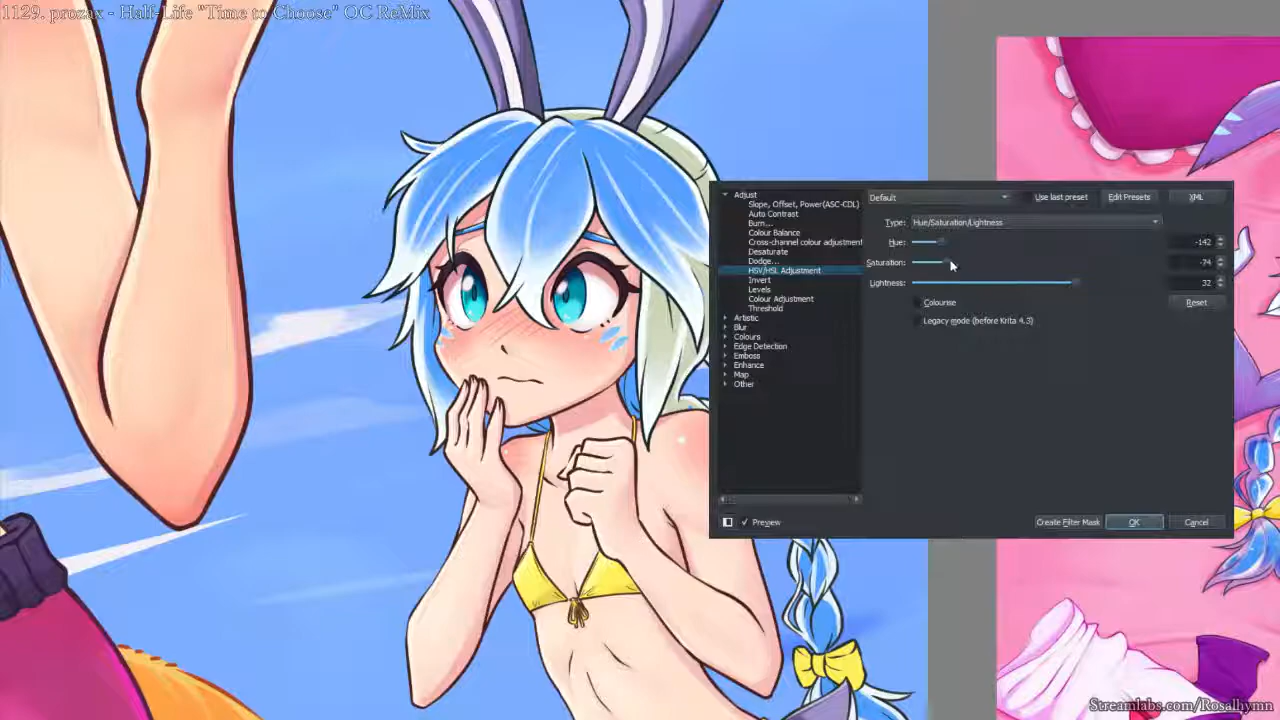 1129. prozax - Half-Life "Time to Choose" OC ReMix
Adjust
Slope, Offset, Power(ASC-CDL)
Auto Contrast
Burn...
Colour Balance
Cross-channel colour adjustment
Desaturate
Dodge...
HSV/HSL Adjustment
Invert
Levels
Colour Adjustment
Threshold
Artistic
Blur
Colours
Edge Detection
Emboss
Enhance
Map
Other
Default
Use last preset
Edit Presets
XML
Type: Hue/Saturation/Lightness
Hue: -142
Saturation: -74
Lightness: 32
Colourise
Reset
Legacy mode (before Krita 4.3)
Preview
Create Filter Mask
OK
Cancel
Streamlabs.com/Rosalhymn